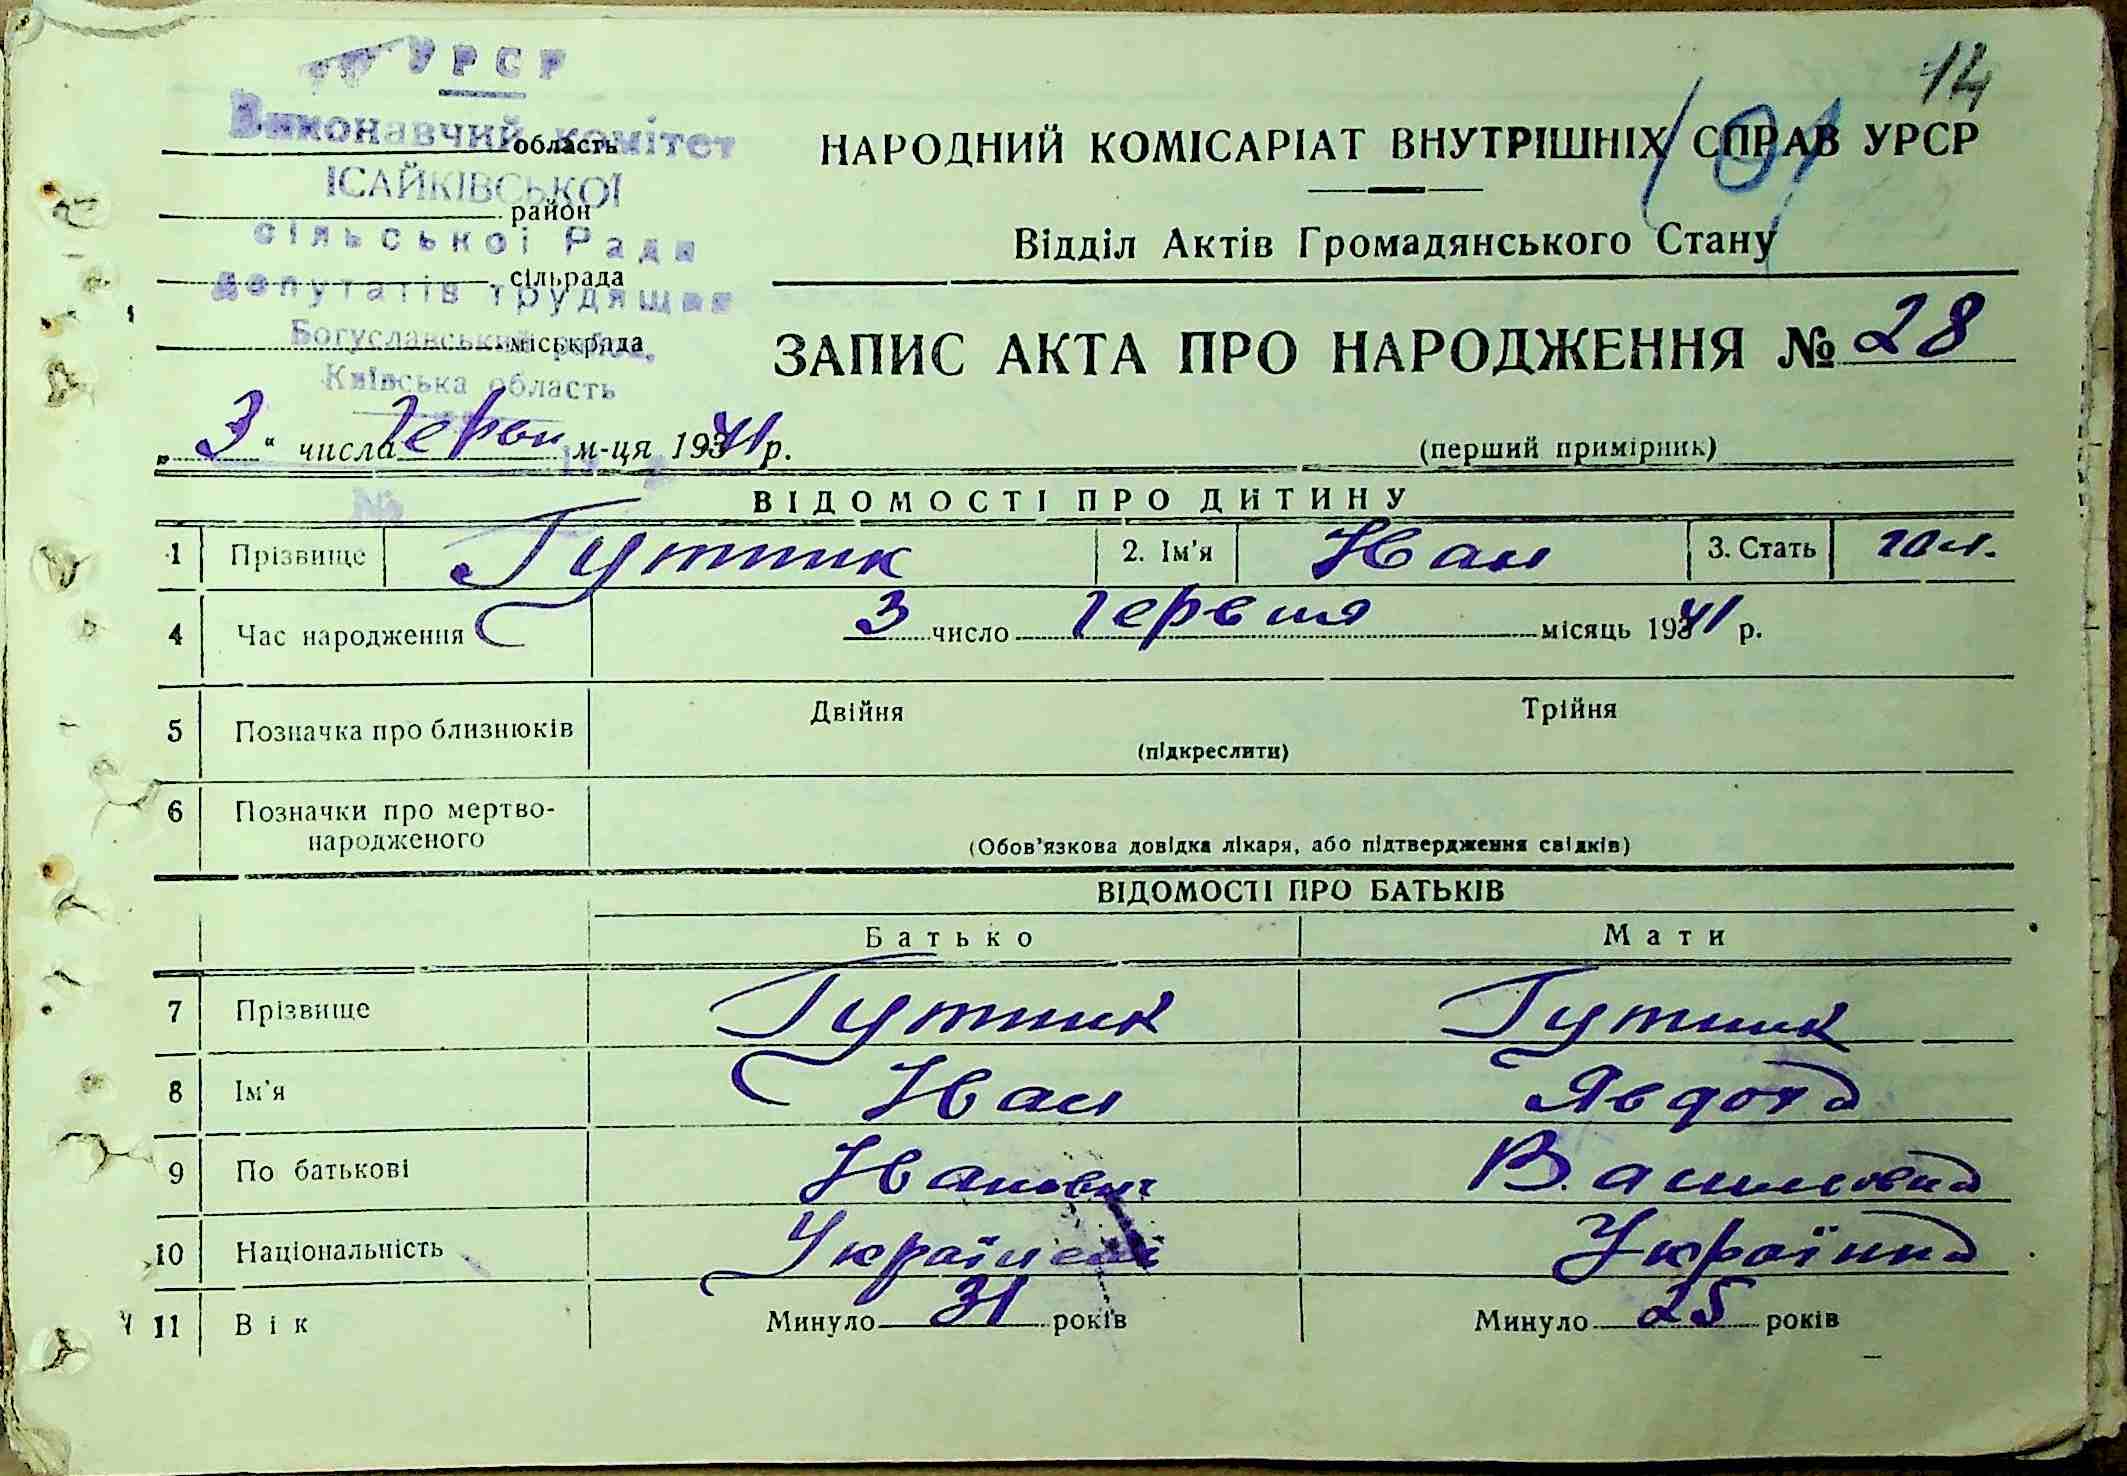 14
УРСР
Виконавчий комітет
область
ІСАЙКІВСЬКОЇ
район
сільської Ради
сільрада
депутатів трудящих
Богуславський район,
міськрада
Київська область
НАРОДНИЙ КОМІСАРІАТ ВНУТРІШНІХ СПРАВ УРСР
Відділ Актів Громадянського Стану
ЗАПИС АКТА ПРО НАРОДЖЕННЯ № 28
„3“ числа Червн м-ця 1941 р.
(перший примірник)
ВІДОМОСТІ ПРО ДИТИНУ
1 Прізвище Гутник 2. Ім'я Іван 3. Стать чол.
4 Час народження 3 число Червня місяць 1941 р.
5 Позначка про близнюків Двійня Трійня
(підкреслити)
6 Позначки про мертво-
народженого
(Обов'язкова довідка лікаря, або підтвердження свідків)
ВІДОМОСТІ ПРО БАТЬКІВ
Батько Мати
7 Прізвище Гутник Гутник
8 Ім'я Іван Явдоха
9 По батькові Іванович Василовна
10 Національність Українець Українка
11 Вік Минуло 31 років Минуло 25 років